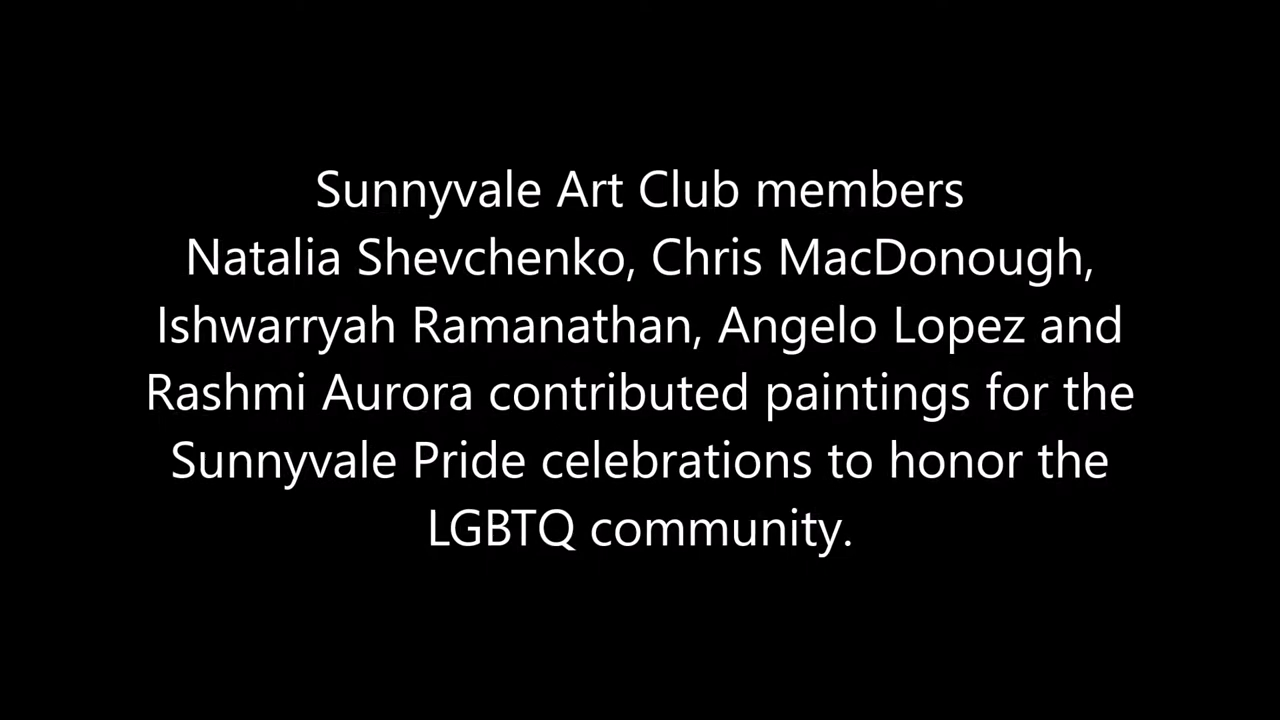 Sunnyvale Art Club members
Natalia Shevchenko, Chris MacDonough,
Ishwarryah Ramanathan, Angelo Lopez and
Rashmi Aurora contributed paintings for the
Sunnyvale Pride celebrations to honor the
LGBTQ community.